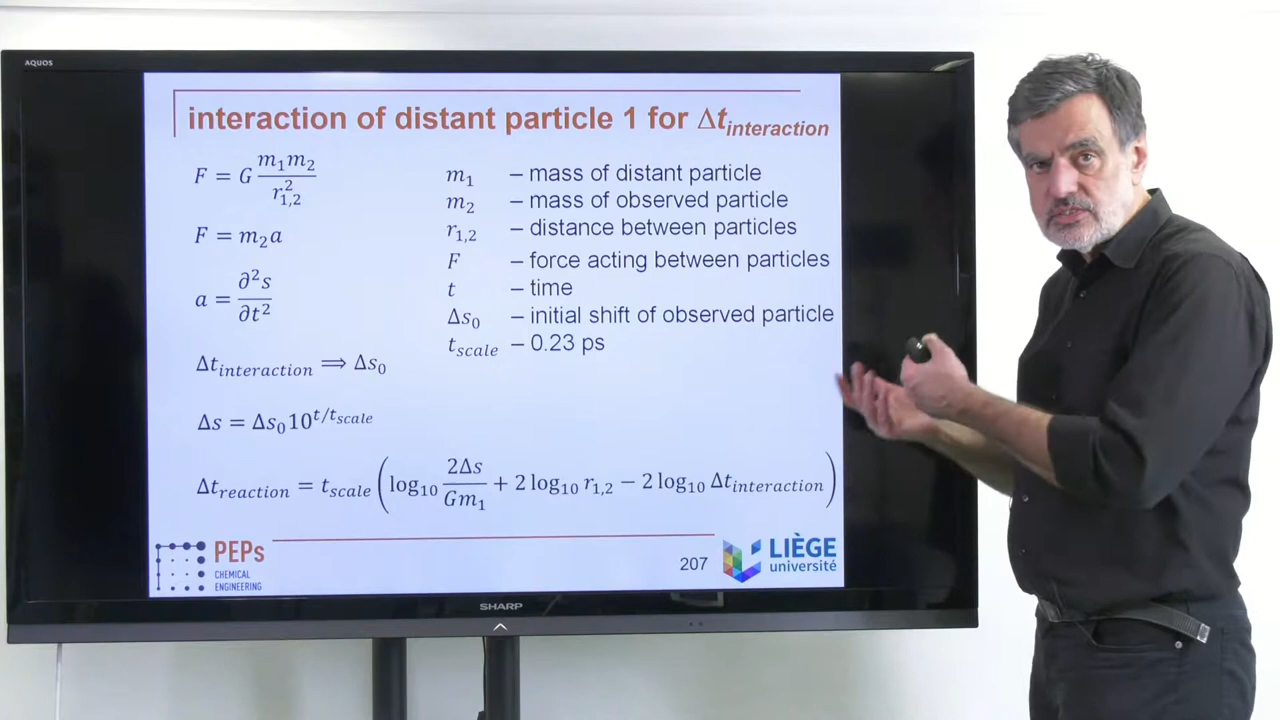 AQUOS
interaction of distant particle 1 for Δt_interaction
F = G m₁m₂ / r²₁,₂
F = m₂a
a = ∂²s / ∂t²
Δt_interaction ⟹ Δs₀
Δs = Δs₀10^(t/t_scale)
m₁ – mass of distant particle
m₂ – mass of observed particle
r₁,₂ – distance between particles
F – force acting between particles
t – time
Δs₀ – initial shift of observed particle
t_scale – 0.23 ps
Δt_reaction = t_scale (log₁₀ 2Δs / Gm₁ + 2 log₁₀ r₁,₂ − 2 log₁₀ Δt_interaction)
PEPs
CHEMICAL
ENGINEERING
207
LIÈGE
université
SHARP